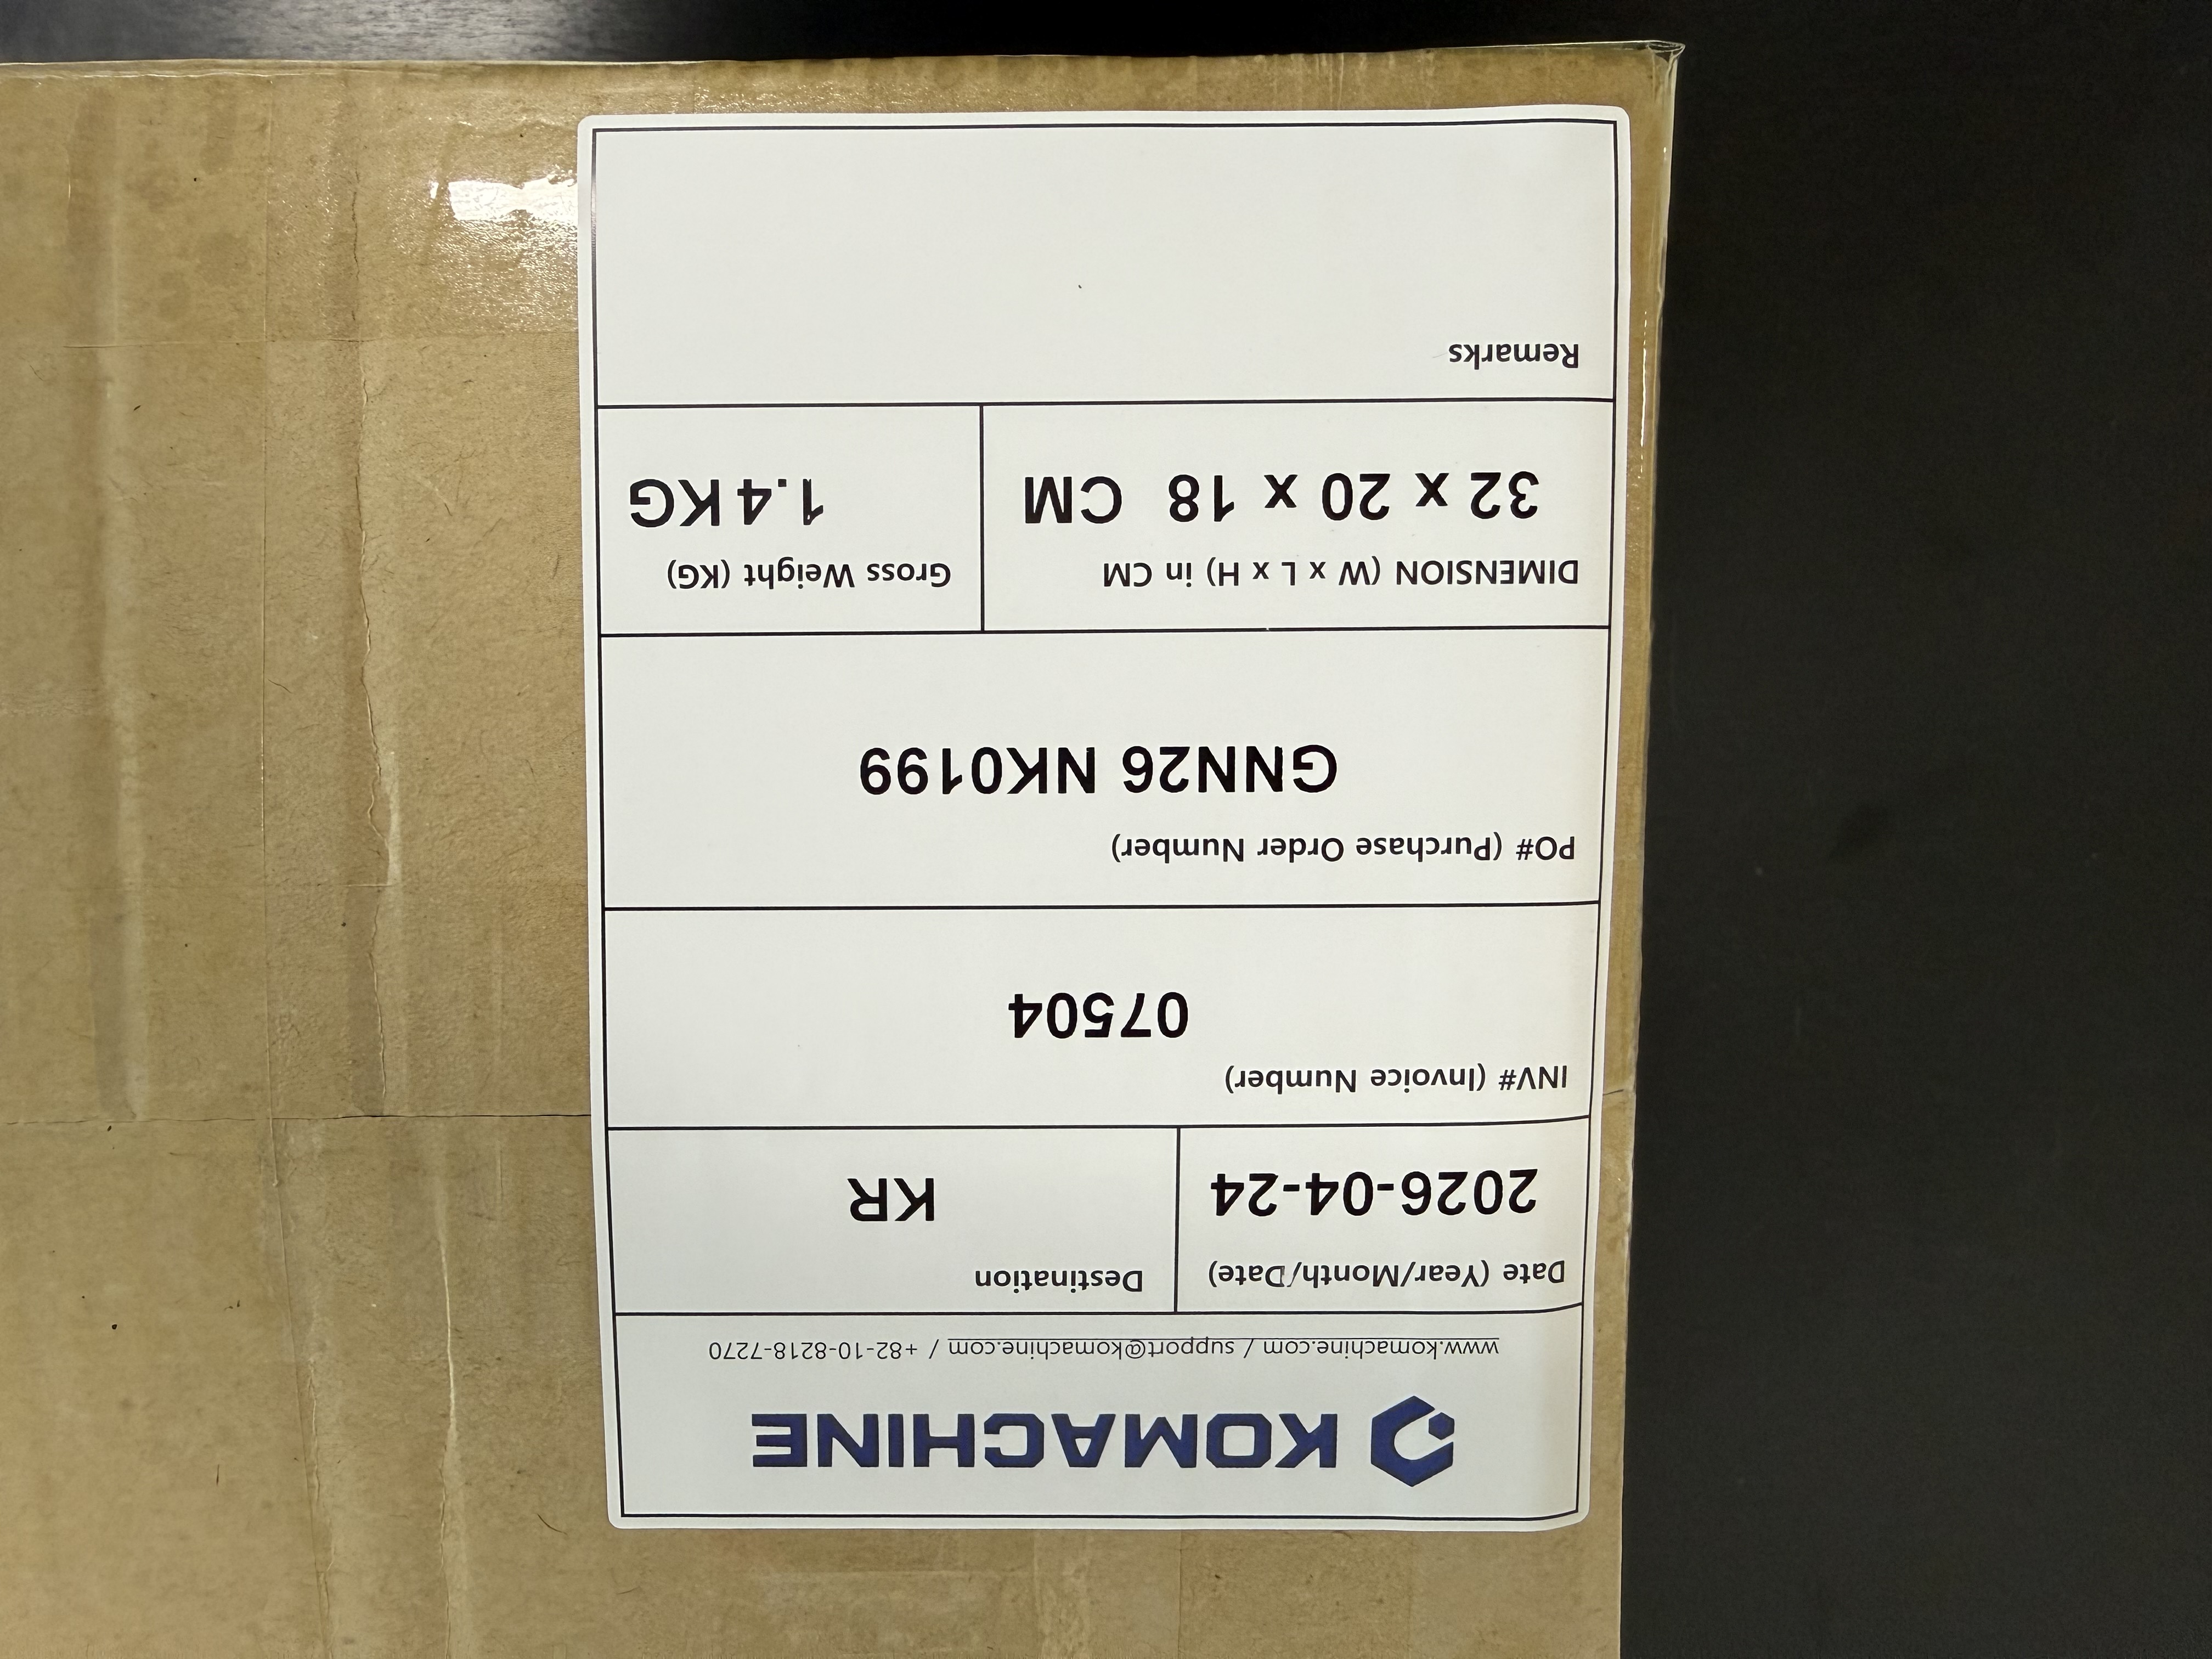 KOMACHINE
www.komachine.com / support@komachine.com / +82-10-8218-7270
Date (Year/Month/Date)
2026-04-24
Destination
KR
INV# (Invoice Number)
07504
PO# (Purchase Order Number)
GNN26 NK0199
DIMENSION (W x L x H) in CM
32 x 20 x 18 CM
Gross Weight (KG)
1.4 KG
Remarks